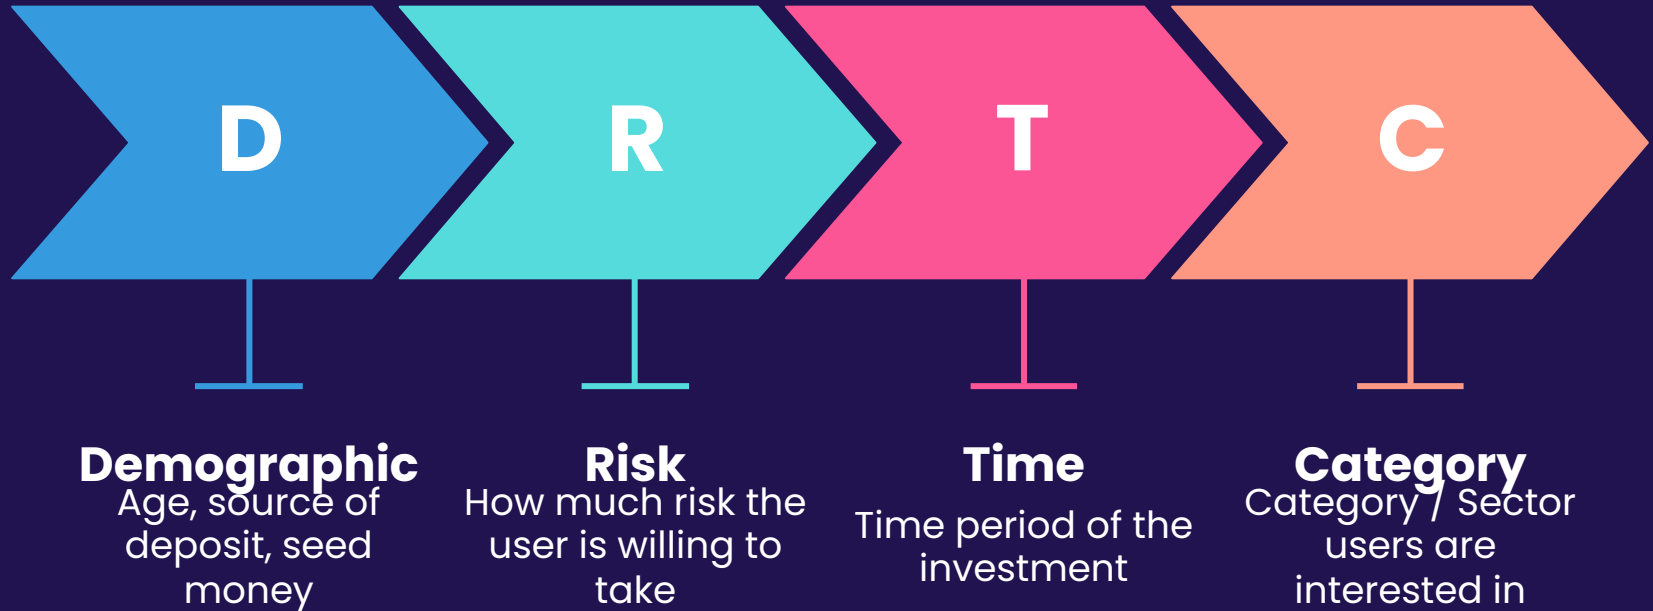 D
R
T
C
Demographic
Age, source of
deposit, seed
money
Risk
How much risk the
user is willing to
take
Time
Time period of the
investment
Category
Category / Sector
users are
interested in